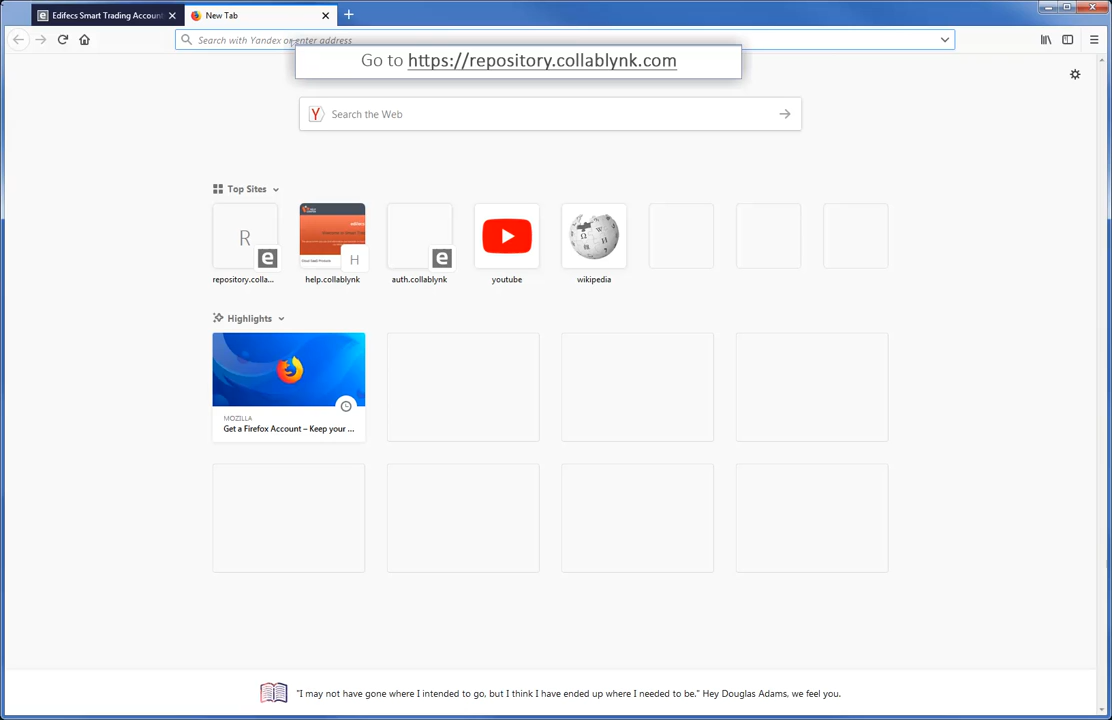 Edifecs Smart Trading Account
New Tab
Search with Yandex or enter address
Go to https://repository.collablynk.com
Y
Search the Web
Top Sites
R
e
H
e
repository.colla...
help.collablynk
auth.collablynk
youtube
wikipedia
Highlights
MOZILLA
Get a Firefox Account – Keep your ...
"I may not have gone where I intended to go, but I think I have ended up where I needed to be." Hey Douglas Adams, we feel you.